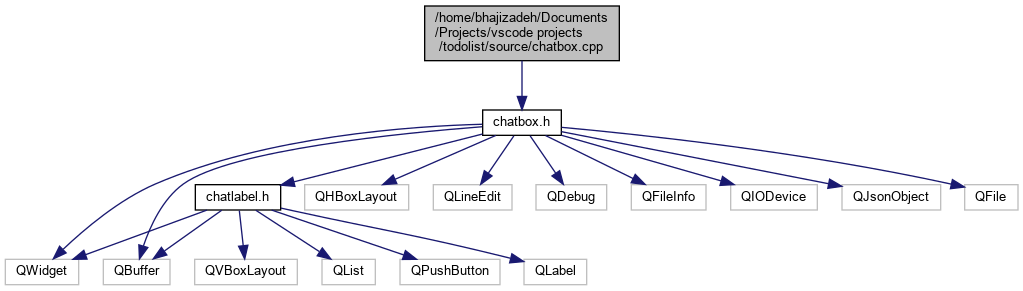 /home/bhajizadeh/Documents
/Projects/vscode projects
/todolist/source/chatbox.cpp
chatbox.h
chatlabel.h
QHBoxLayout
QLineEdit
QDebug
QFileInfo
QIODevice
QJsonObject
QFile
QWidget
QBuffer
QVBoxLayout
QList
QPushButton
QLabel